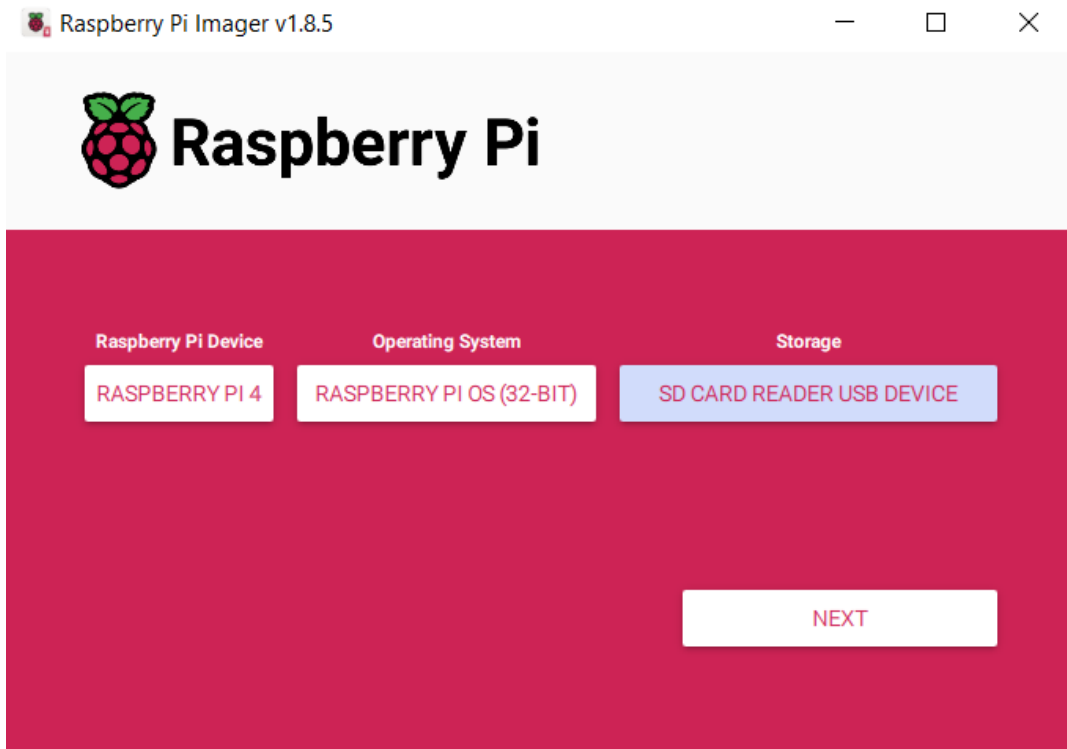 Raspberry Pi Imager v1.8.5
Raspberry Pi
Raspberry Pi Device
Operating System
Storage
RASPBERRY PI 4
RASPBERRY PI OS (32-BIT)
SD CARD READER USB DEVICE
NEXT